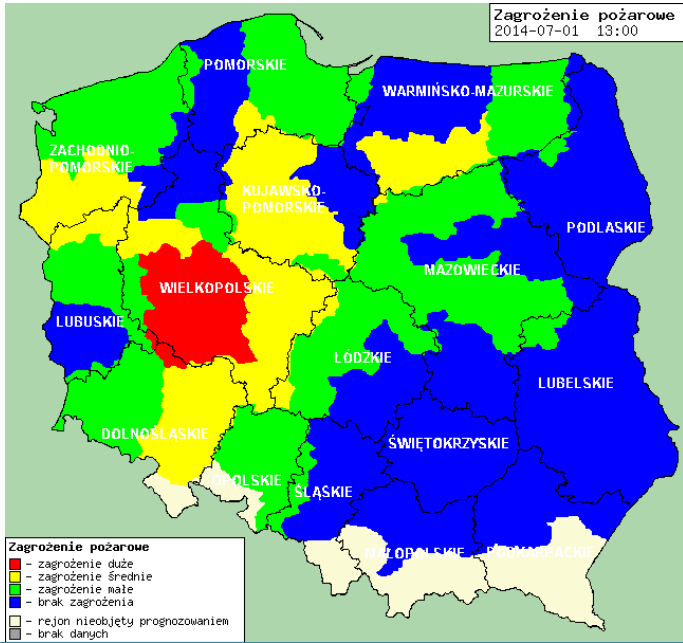 Zagrożenie pożarowe
2014-07-01 13:00
POMORSKIE
WARMIŃSKO-MAZURSKIE
ZACHODNIO-
POMORSKIE
KUJAWSKO-
POMORSKIE
PODLASKIE
MAZOWIECKIE
WIELKOPOLSKIE
LUBUSKIE
ŁÓDZKIE
LUBELSKIE
DOLNOŚLĄSKIE
ŚWIĘTOKRZYSKIE
OPOLSKIE
ŚLĄSKIE
MAŁOPOLSKIE
PODKARPACKIE
Zagrożenie pożarowe
- zagrożenie duże
- zagrożenie średnie
- zagrożenie małe
- brak zagrożenia
- rejon nieobjęty prognozowaniem
- brak danych